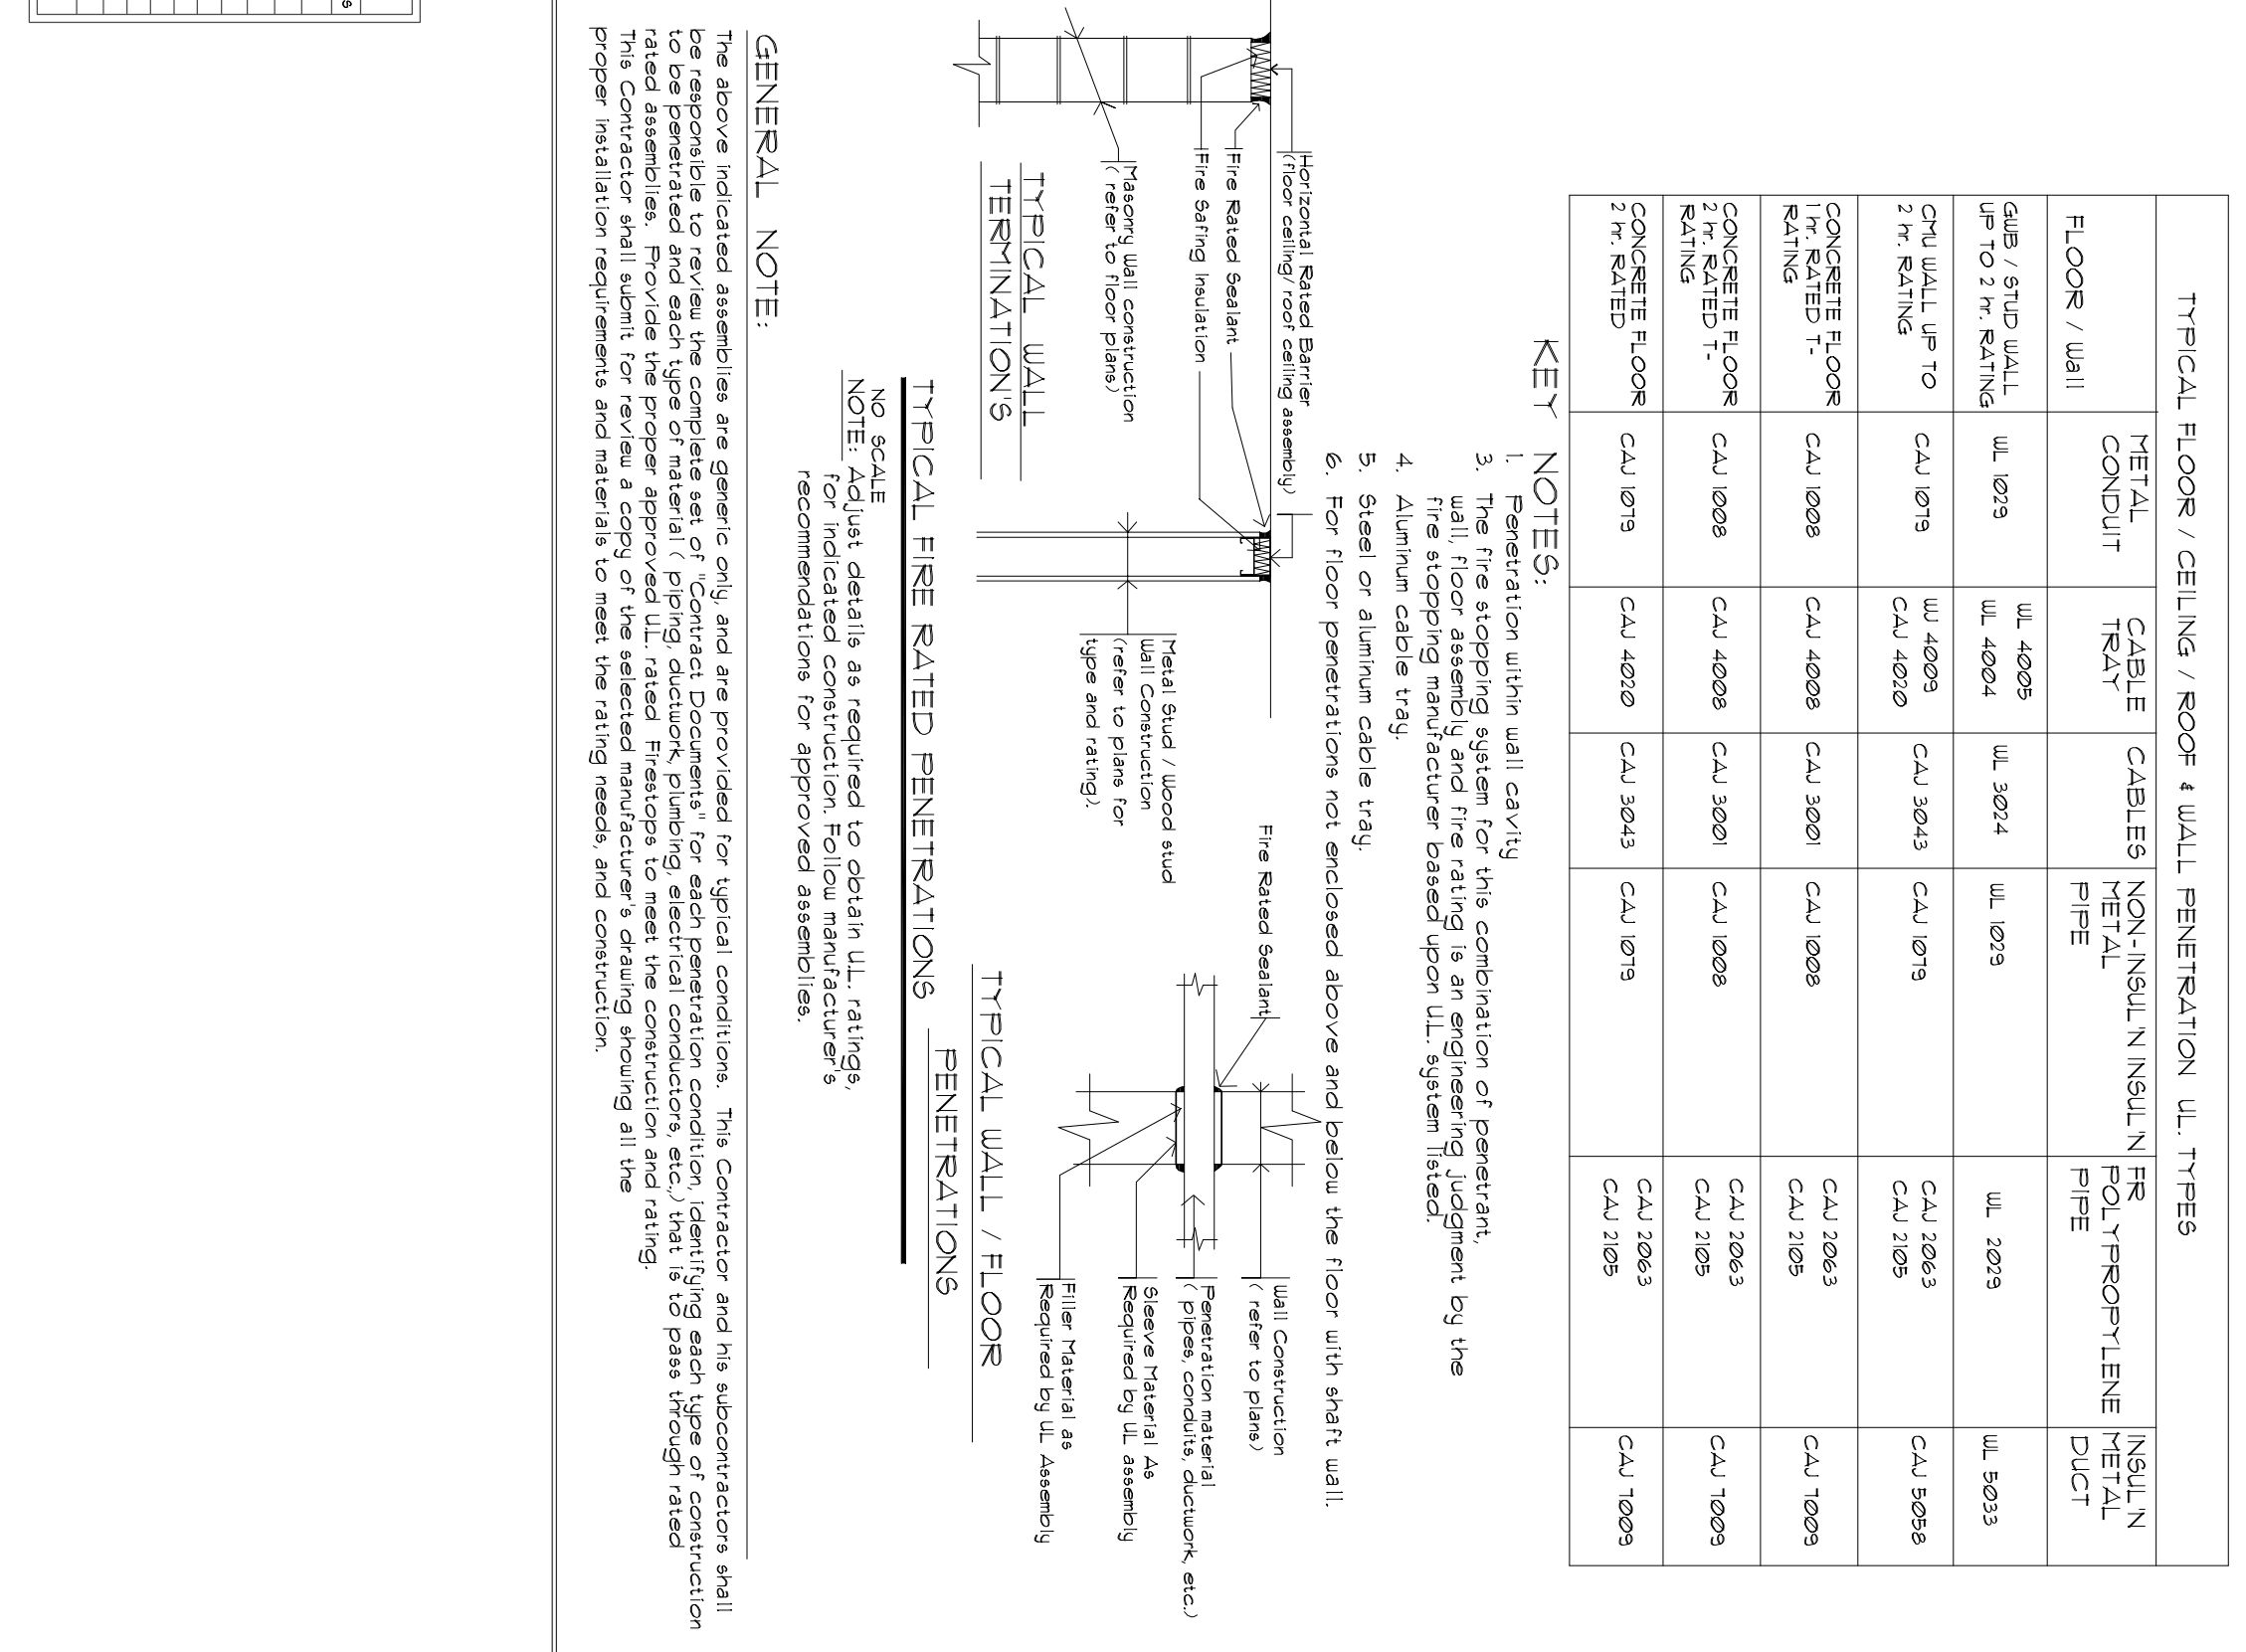 TYPICAL FLOOR / CEILING / ROOF & WALL PENETRATION UL. TYPES
FLOOR / Wall
METAL
CONDUIT
CABLE
TRAY
CABLES
NON-INSUL'N INSUL'N
METAL
PIPE
FR
POLYPROPYLENE
PIPE
INSUL'N
METAL
DUCT
GWB / STUD WALL
UP TO 2 hr. RATING
WL 1029
WL 4005
WL 4004
WL 3024
WL 1029
WL 2029
WL 5033
CMU WALL UP TO
2 hr. RATING
CAJ 1079
WJ 4009
CAJ 4020
CAJ 3043
CAJ 1079
CAJ 2063
CAJ 2105
CAJ 5058
CONCRETE FLOOR
1 hr. RATED T-
RATING
CAJ 1008
CAJ 4008
CAJ 3001
CAJ 1008
CAJ 2063
CAJ 2105
CAJ 7009
CONCRETE FLOOR
2 hr. RATED T-
RATING
CAJ 1008
CAJ 4008
CAJ 3001
CAJ 1008
CAJ 2063
CAJ 2105
CAJ 7009
CONCRETE FLOOR
2 hr. RATED
CAJ 1079
CAJ 4020
CAJ 3043
CAJ 1079
CAJ 2063
CAJ 2105
CAJ 7009
KEY NOTES:
1. Penetration within wall cavity
3. The fire stopping system for this combination of penetrant,
wall, floor assembly and fire rating is an engineering judgment by the
fire stopping manufacturer based upon U.L. system listed.
4. Aluminum cable tray.
5. Steel or aluminum cable tray.
6. For floor penetrations not enclosed above and below the floor with shaft wall.
Horizontal Rated Barrier
(floor ceiling/roof ceiling assembly)
Fire Rated Sealant
Fire Safing Insulation
Masonry Wall construction
( refer to floor plans)
TYPICAL WALL
TERMINATION'S
Metal Stud / Wood stud
Wall Construction
(refer to plans for
type and rating).
Fire Rated Sealant
Wall Construction
( refer to plans)
Penetration material
( pipes, conduits, ductwork, etc.)
Sleeve Material As
Required by UL assembly
Filler Material as
Required by UL Assembly
TYPICAL WALL / FLOOR
PENETRATIONS
TYPICAL FIRE RATED PENETRATIONS
NO SCALE
NOTE: Adjust details as required to obtain U.L. ratings,
for indicated construction. Follow manufacturer's
recommendations for approved assemblies.
GENERAL NOTE:
The above indicated assemblies are generic only, and are provided for typical conditions. This Contractor and his subcontractors shall
be responsible to review the complete set of "Contract Documents" for each penetration condition, identifying each type of construction
to be penetrated and each type of material ( piping, ductwork, plumbing, electrical conductors, etc.,) that is to pass through rated
rated assemblies. Provide the proper approved U.L. rated Firestops to meet the construction and rating.
This Contractor shall submit for review a copy of the selected manufacturer's drawing showing all the
proper installation requirements and materials to meet the rating needs, and construction.
s